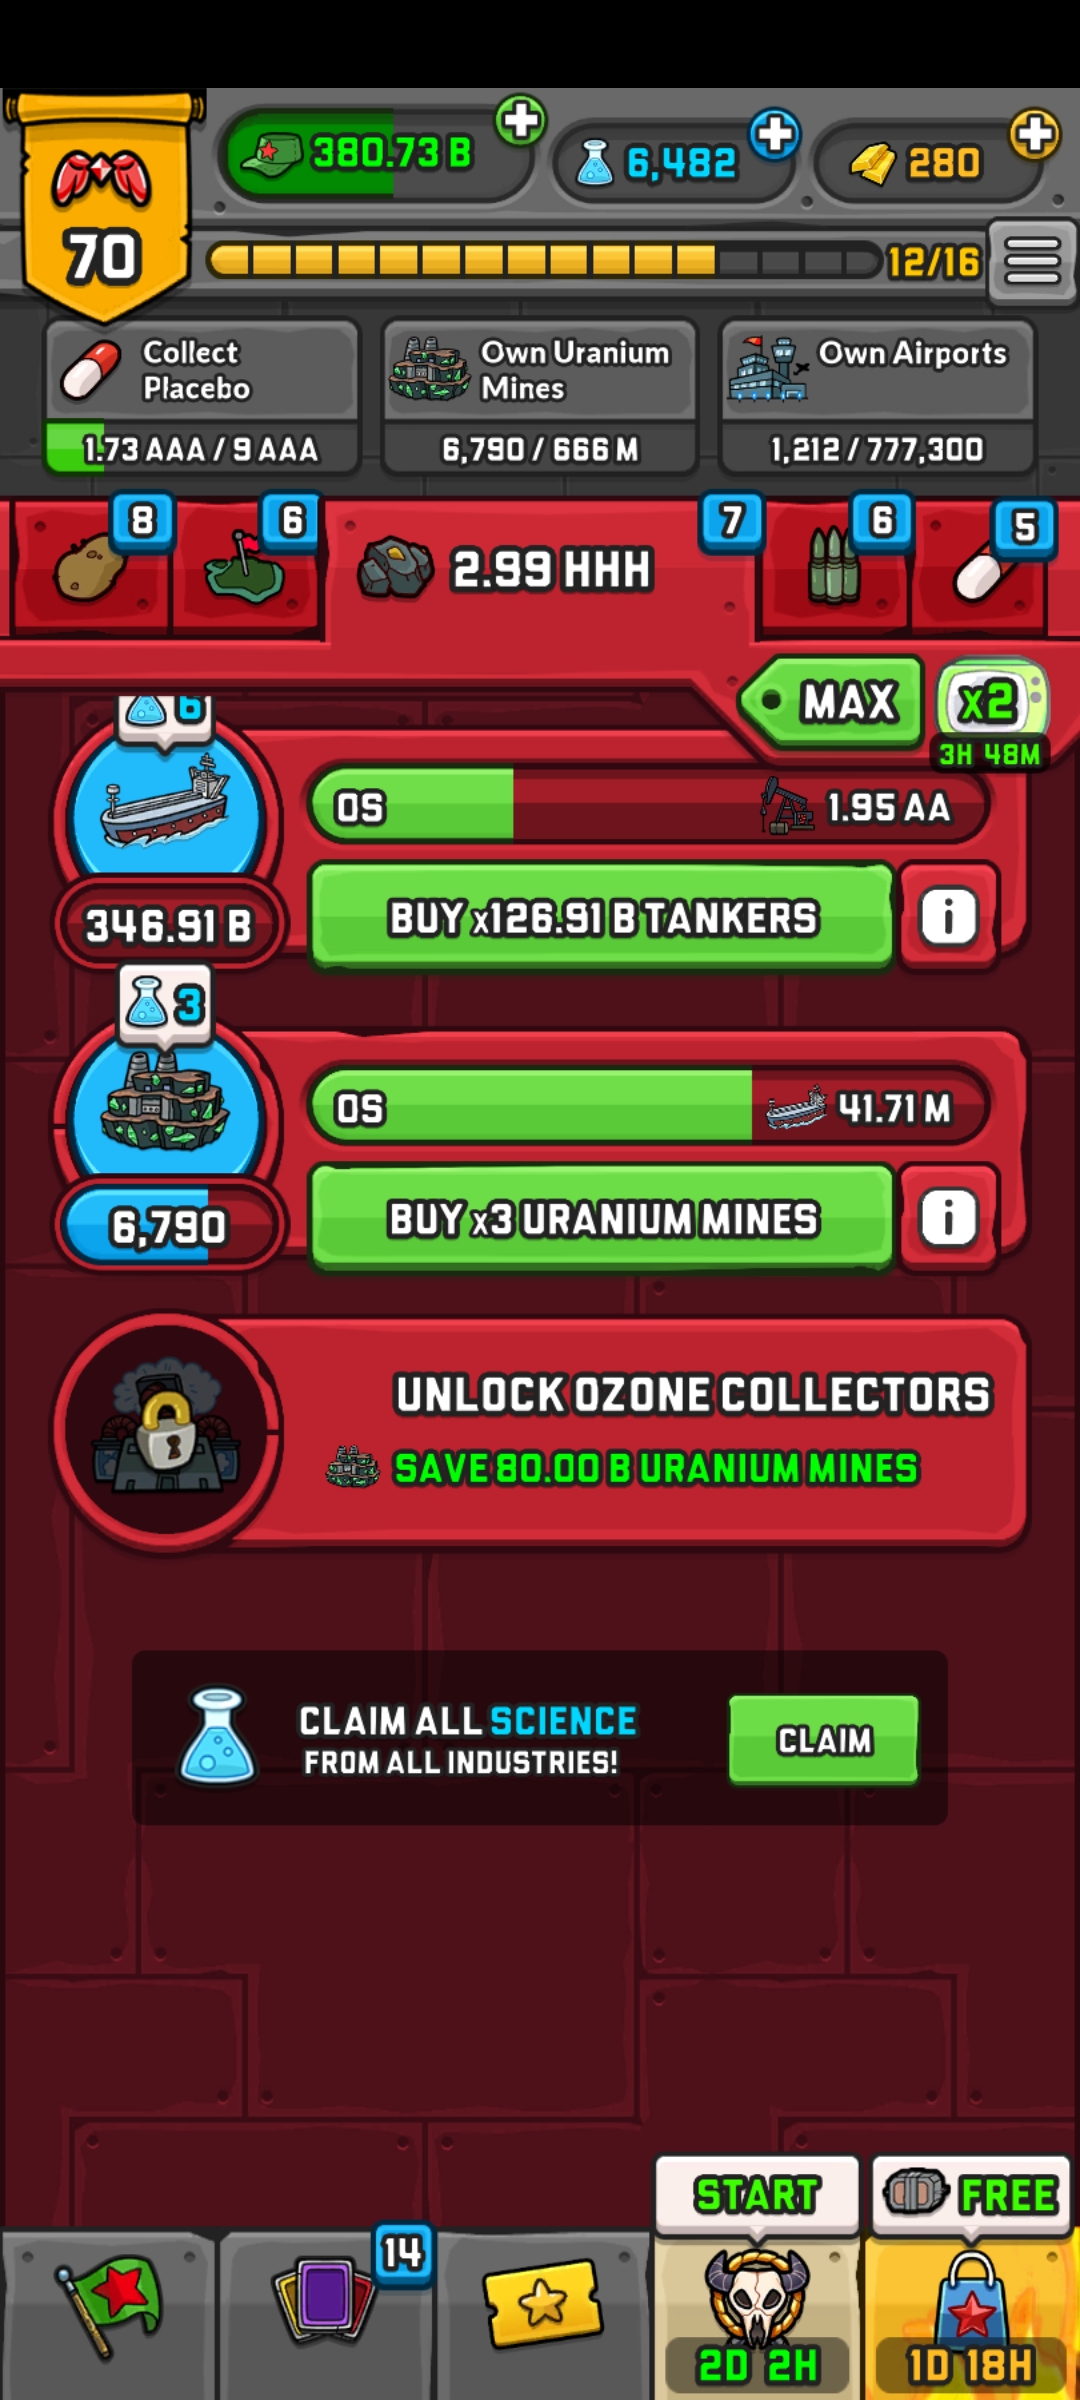 380.73 B
6,482
280
70
12/16
Collect
Placebo
1.73 AAA / 9 AAA
Own Uranium
Mines
6,790 / 666 M
Own Airports
1,212 / 777,300
8
6
2.99 HHH
7
6
5
MAX
x2
3H 48M
6
0S
1.95 AA
346.91 B
BUY x126.91 B TANKERS
i
3
0S
41.71 M
6,790
BUY x3 URANIUM MINES
i
UNLOCK OZONE COLLECTORS
SAVE 80.00 B URANIUM MINES
CLAIM ALL SCIENCE
FROM ALL INDUSTRIES!
CLAIM
START
FREE
14
2D 2H
1D 18H